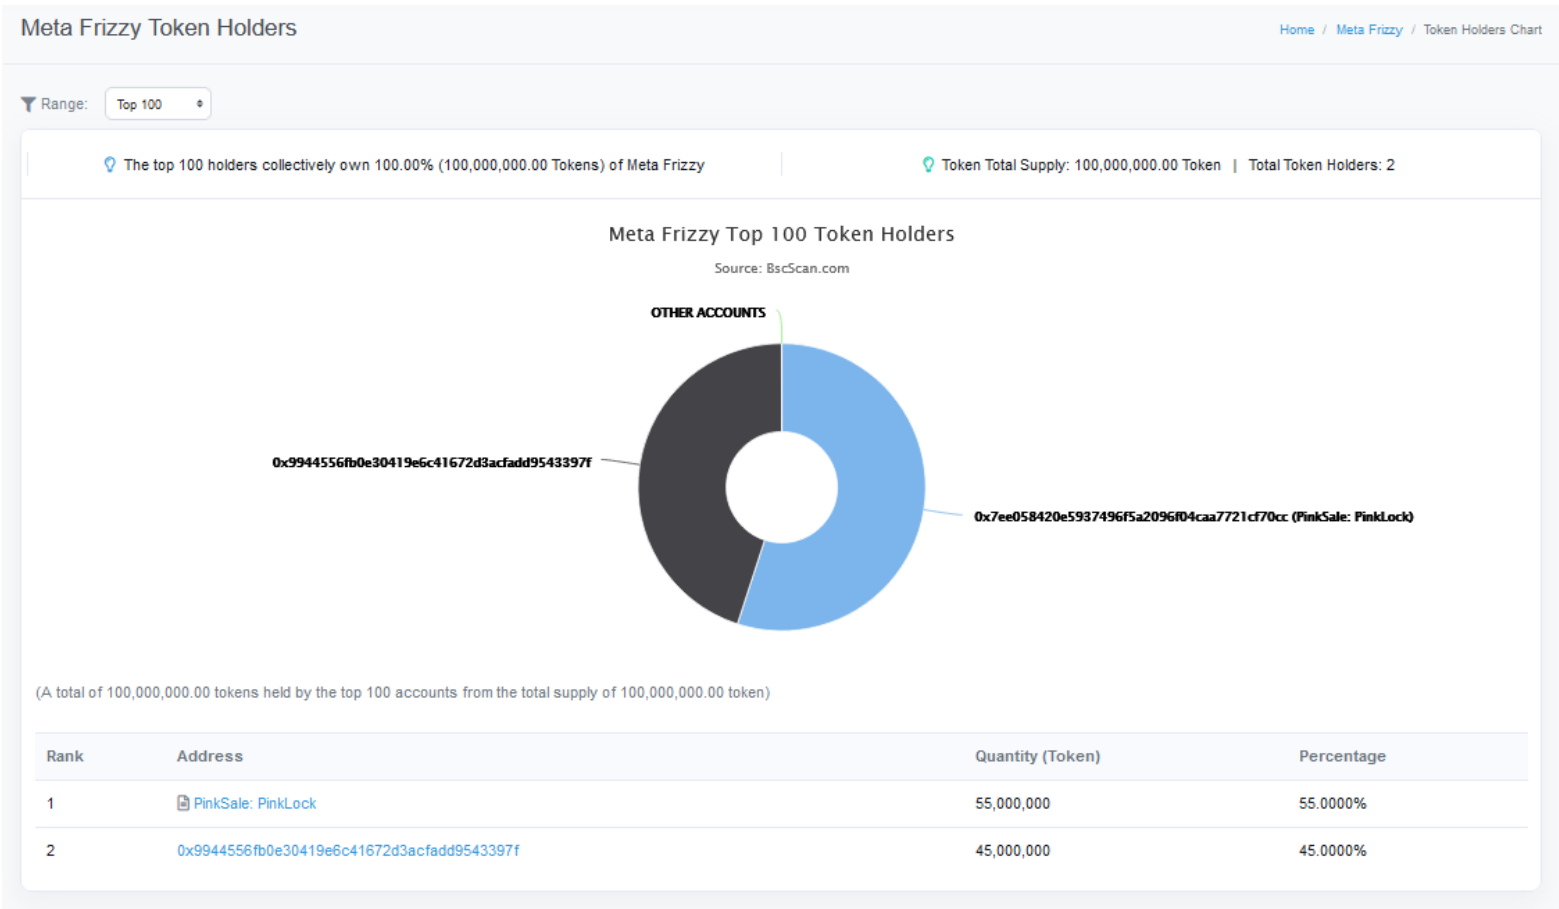 Meta Frizzy Token Holders
Home / Meta Frizzy / Token Holders Chart
Range: Top 100
The top 100 holders collectively own 100.00% (100,000,000.00 Tokens) of Meta Frizzy
Token Total Supply: 100,000,000.00 Token | Total Token Holders: 2
Meta Frizzy Top 100 Token Holders
Source: BscScan.com
OTHER ACCOUNTS
0x9944556fb0e30419e6c41672d3acfadd9543397f
0x7ee058420e5937496f5a2096f04caa7721cf70cc (PinkSale: PinkLock)
(A total of 100,000,000.00 tokens held by the top 100 accounts from the total supply of 100,000,000.00 token)
Rank Address Quantity (Token) Percentage
1 PinkSale: PinkLock 55,000,000 55.0000%
2 0x9944556fb0e30419e6c41672d3acfadd9543397f 45,000,000 45.0000%